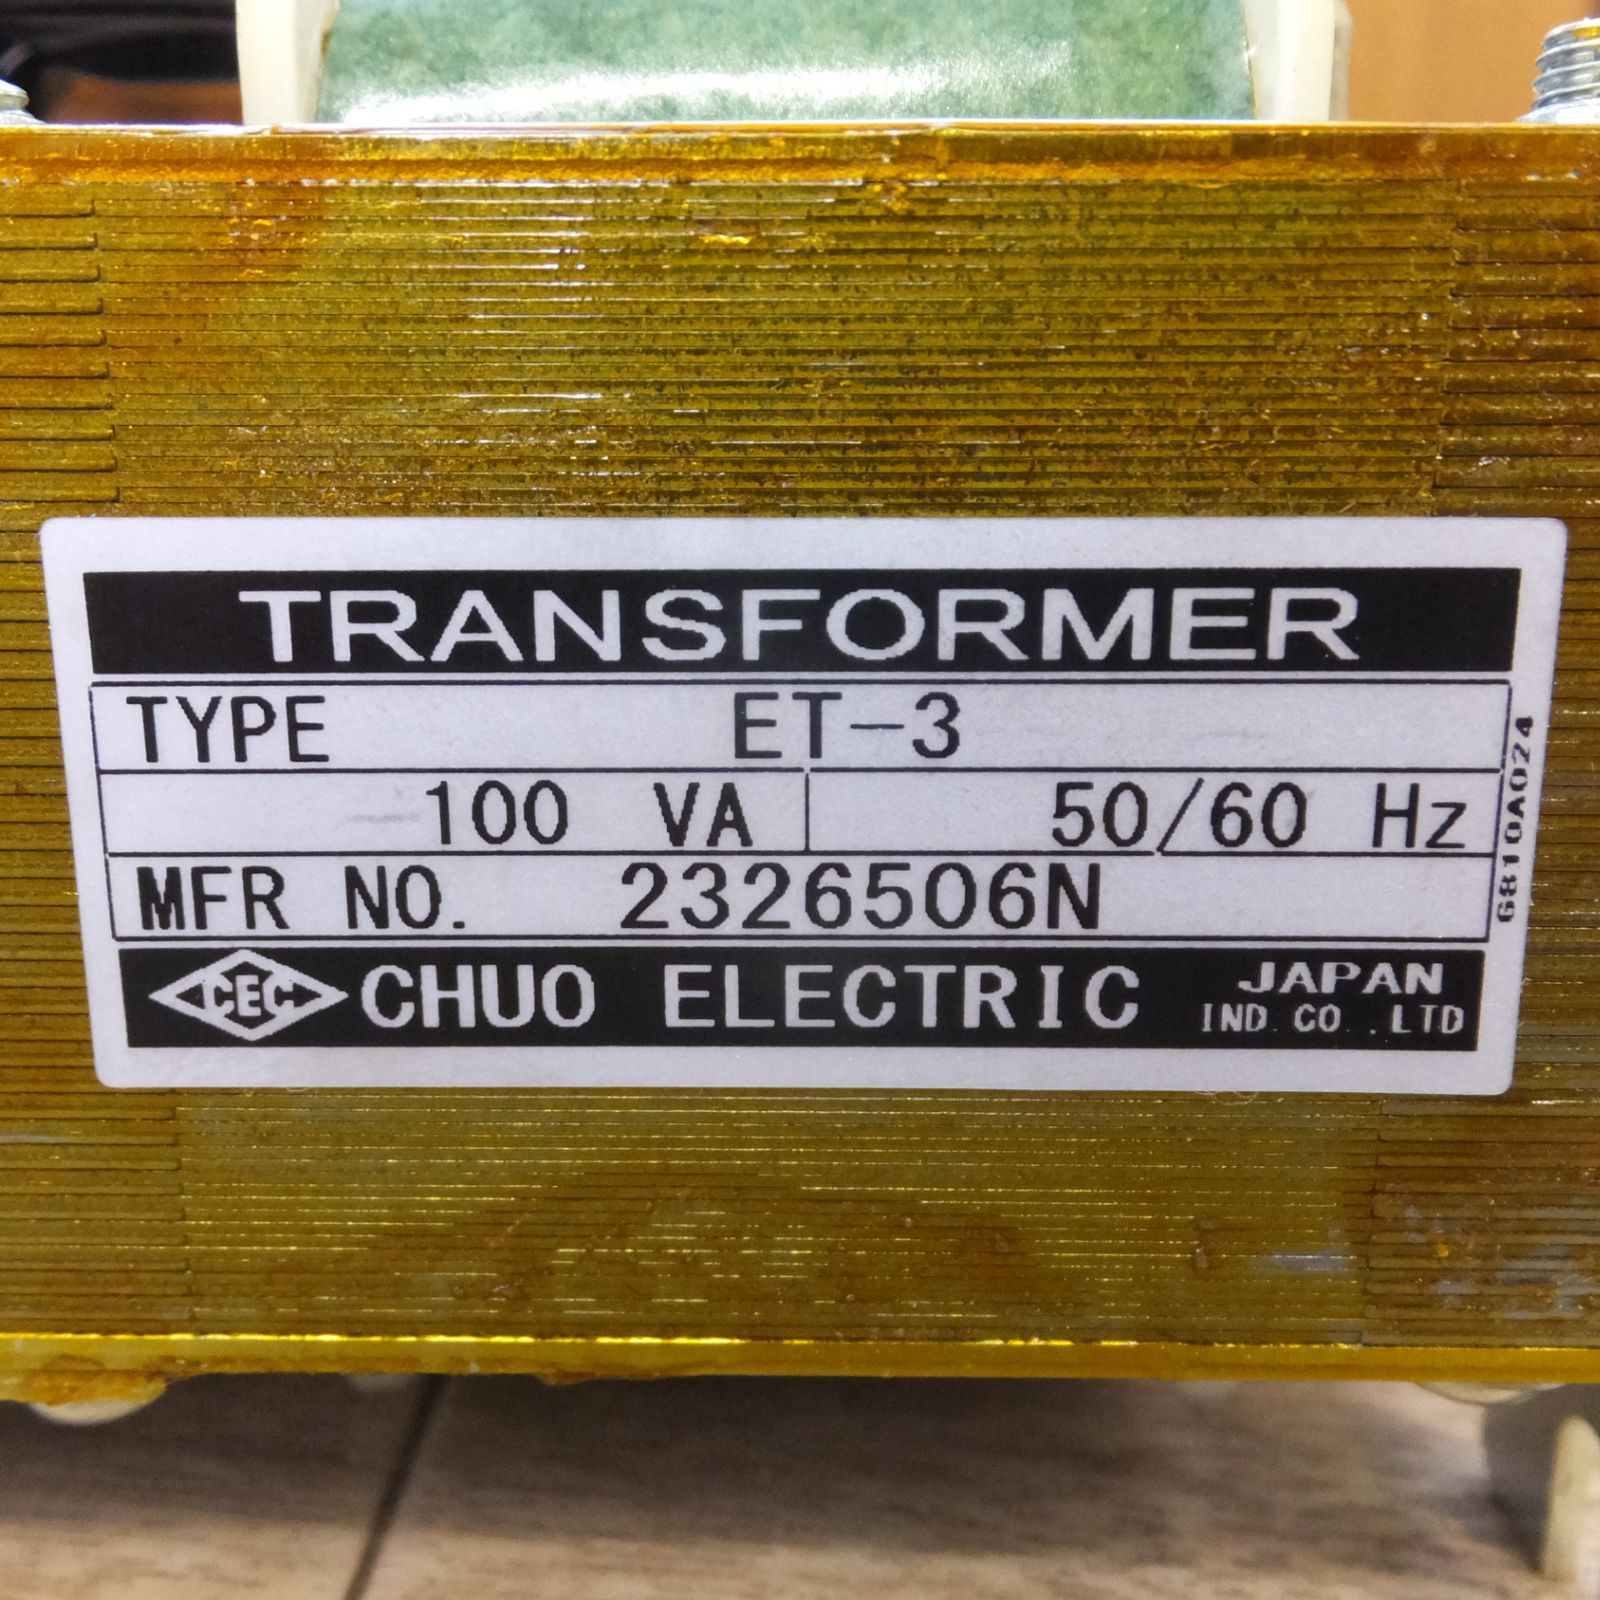 TRANSFORMER
TYPE ET-3
100 VA 50/60 Hz
MFR NO. 2326506N
6810A024
CEC CHUO ELECTRIC JAPAN
IND. CO.,LTD